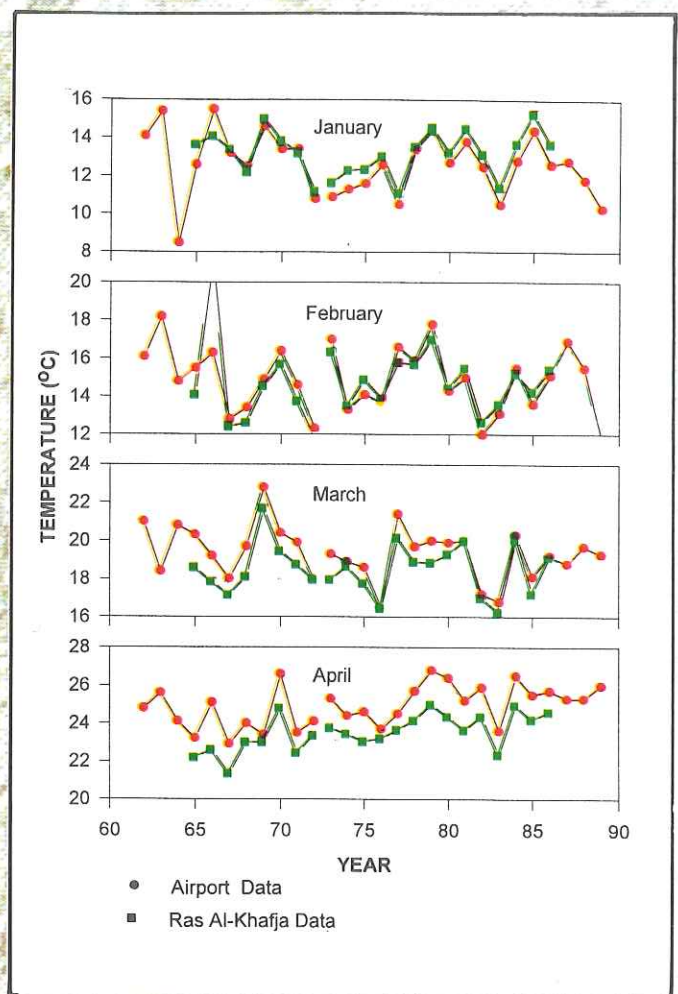 16
14
12
10
8
January
20
18
16
14
12
February
24
22
20
18
16
March
28
26
24
22
20
April
TEMPERATURE (°C)
60 65 70 75 80 85 90
YEAR
Airport Data
Ras Al-Khafja Data